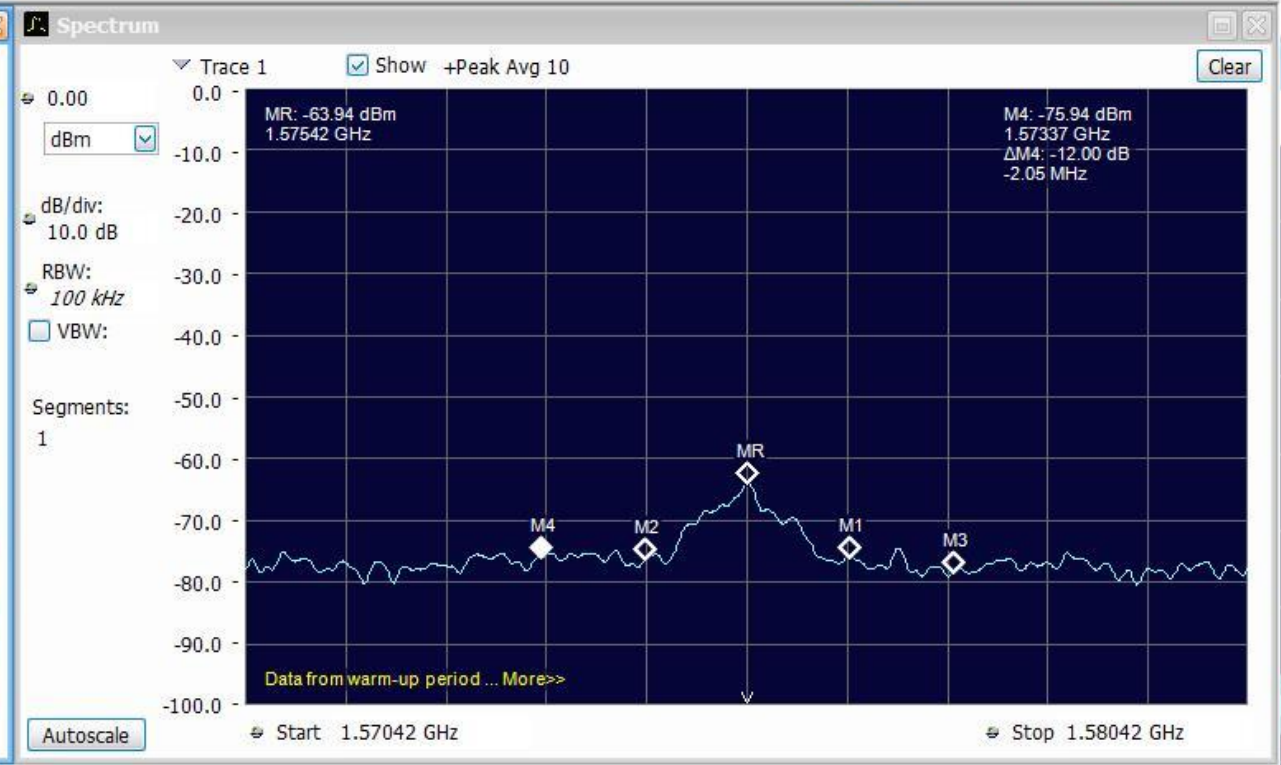 Spectrum
Trace 1 Show +Peak Avg 10 Clear
0.00
dBm
dB/div:
10.0 dB
RBW:
100 kHz
VBW:
Segments:
1
Autoscale
0.0
-10.0
-20.0
-30.0
-40.0
-50.0
-60.0
-70.0
-80.0
-90.0
-100.0
MR: -63.94 dBm
1.57542 GHz
M4: -75.94 dBm
1.57337 GHz
ΔM4: -12.00 dB
-2.05 MHz
MR
M4 M2 M1 M3
Data from warm-up period ... More>>
Start 1.57042 GHz Stop 1.58042 GHz